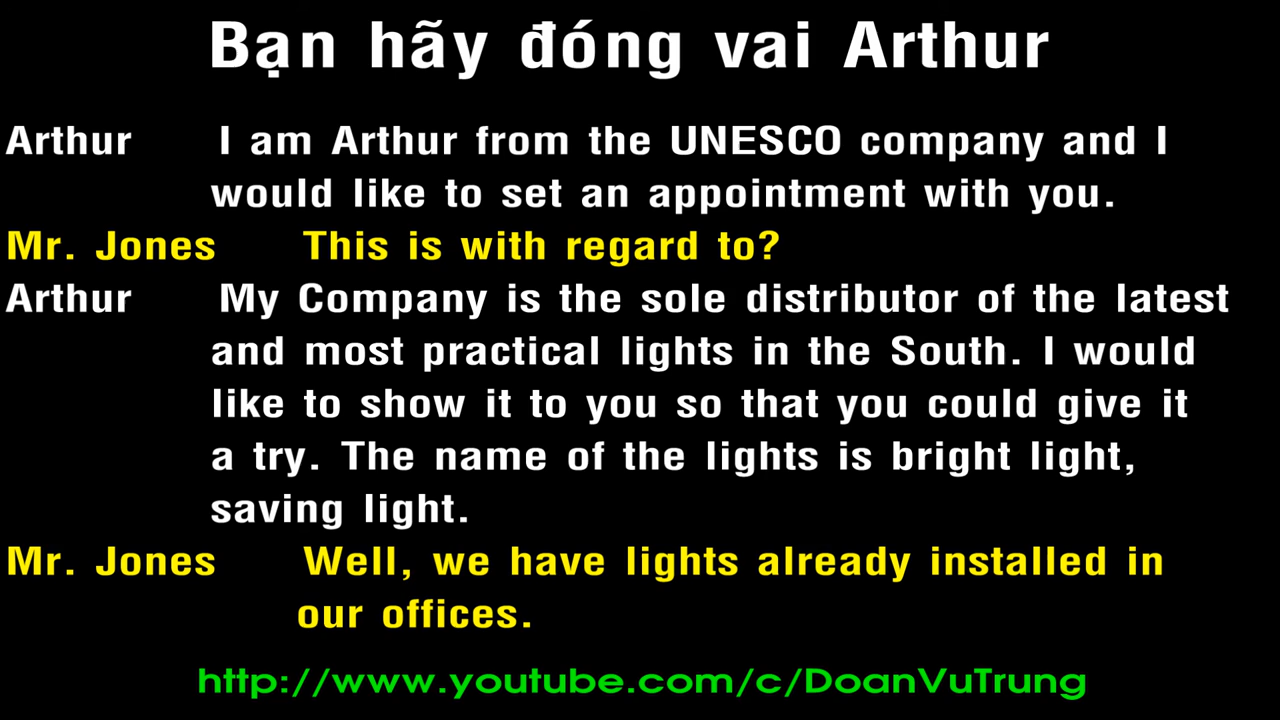 Bạn hãy đóng vai Arthur
Arthur I am Arthur from the UNESCO company and I
would like to set an appointment with you.
Mr. Jones This is with regard to?
Arthur My Company is the sole distributor of the latest
and most practical lights in the South. I would
like to show it to you so that you could give it
a try. The name of the lights is bright light,
saving light.
Mr. Jones Well, we have lights already installed in
our offices.
http://www.youtube.com/c/DoanVuTrung